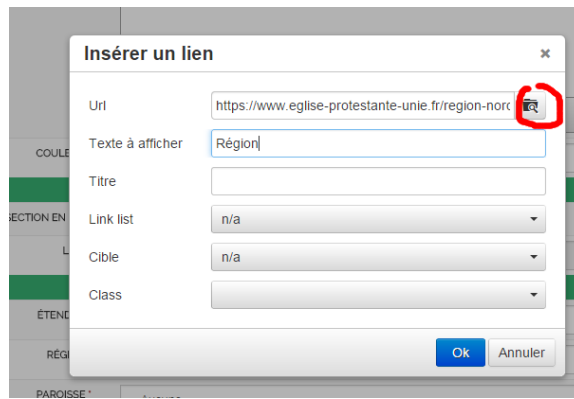 Insérer un lien ×
Url https://www.eglise-protestante-unie.fr/region-nord
Texte à afficher Région
COULE
Titre
SECTION EN
Link list n/a
L
Cible n/a
Class
ÉTEND
RÉGI
Ok Annuler
PAROISSE *